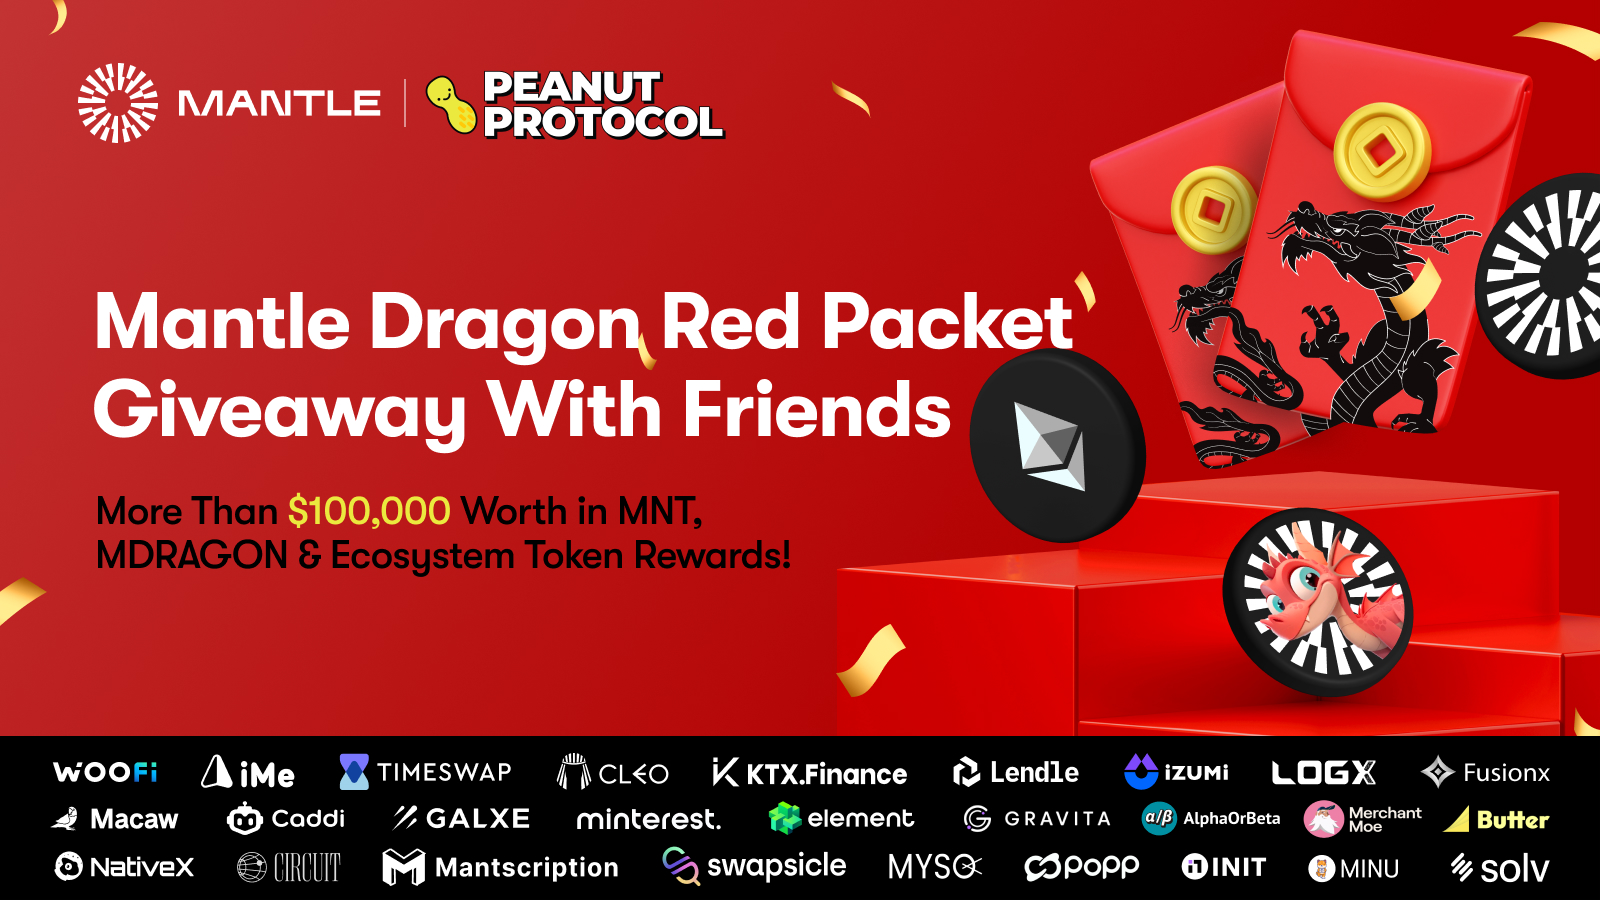 MANTLE
PEANUT
PROTOCOL
Mantle Dragon Red Packet
Giveaway With Friends
More Than $100,000 Worth in MNT,
MDRAGON & Ecosystem Token Rewards!
WOOFi iMe TIMESWAP CLEO KTX.Finance Lendle iZUMi LOGX Fusionx
Macaw Caddi GALXE minterest. element GRAVITA α/β AlphaOrBeta Merchant Moe Butter
NativeX CIRCUIT Mantscription swapsicle MYSO popp INIT MINU solv